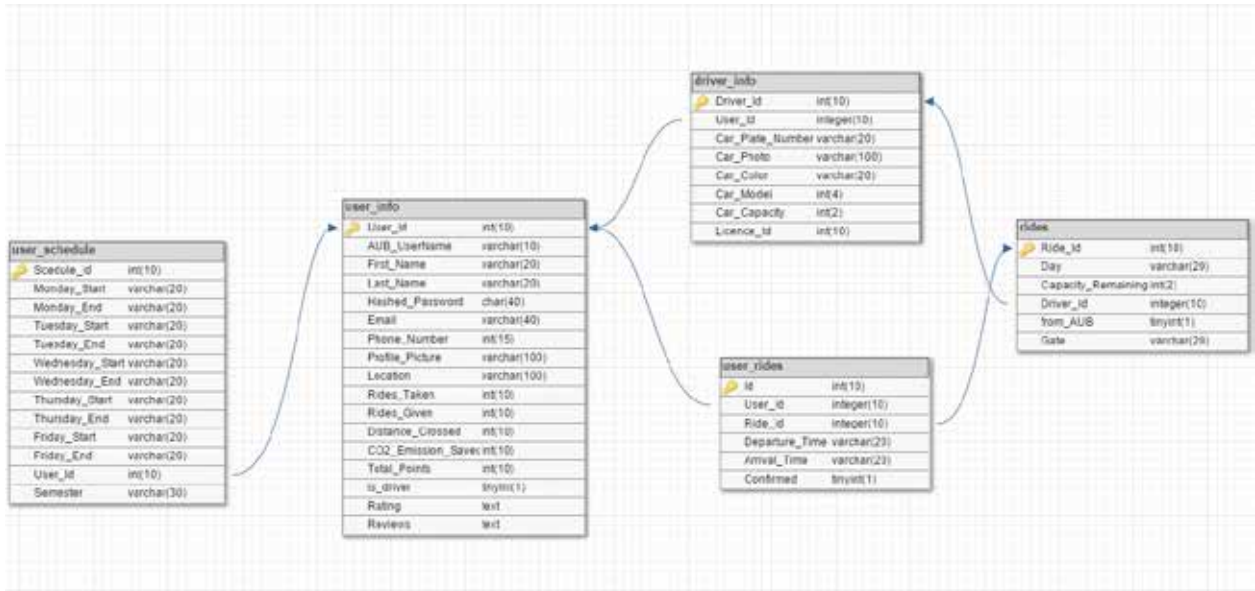 user_schedule
Scedule_id int(10)
Monday_Start varchar(20)
Monday_End varchar(20)
Tuesday_Start varchar(20)
Tuesday_End varchar(20)
Wednesday_Start varchar(20)
Wednesday_End varchar(20)
Thursday_Start varchar(20)
Thursday_End varchar(20)
Friday_Start varchar(20)
Friday_End varchar(20)
User_Id int(10)
Semester varchar(30)
user_info
User_Id int(10)
AUB_UserName varchar(10)
First_Name varchar(20)
Last_Name varchar(20)
Hashed_Password char(40)
Email varchar(40)
Phone_Number int(15)
Profile_Picture varchar(100)
Location varchar(100)
Rides_Taken int(10)
Rides_Given int(10)
Distance_Crossed int(10)
CO2_Emission_Saved int(10)
Total_Points int(10)
is_driver tinyint(1)
Rating text
Reviews text
driver_info
Driver_Id int(10)
User_Id integer(10)
Car_Plate_Number varchar(20)
Car_Photo varchar(100)
Car_Color varchar(20)
Car_Model int(4)
Car_Capacity int(2)
Licence_Id int(10)
user_rides
Id int(10)
User_Id integer(10)
Ride_id integer(10)
Departure_Time varchar(20)
Arrival_Time varchar(20)
Confirmed tinyint(1)
rides
Ride_Id int(10)
Day varchar(20)
Capacity_Remaining int(2)
Driver_Id integer(10)
from_AUB tinyint(1)
Gate varchar(20)